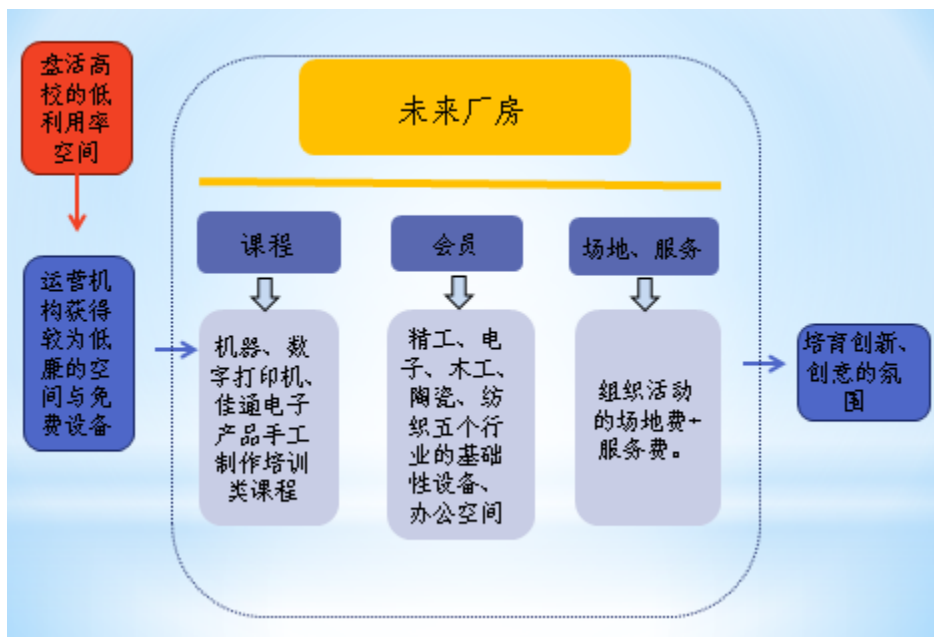 盘活高
校的低
利用率
空间
运营机
构获得
较为低
廉的空
间与免
费设备
未来厂房
课程
机器、数
字打印机、
佳通电子
产品手工
制作培训
类课程
会员
精工、电
子、木工、
陶瓷、纺
织五个行
业的基础
性设备、
办公空间
场地、服务
组织活动
的场地费+
服务费。
培育创新、
创意的氛
围